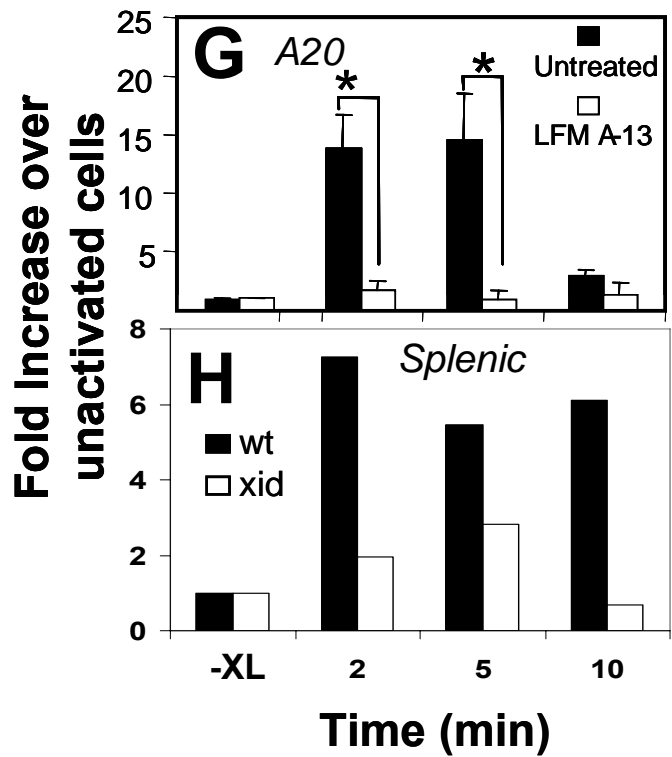 Fold Increase over
unactivated cells
25
20
15
10
5
G A20
*
*
Untreated
LFM A-13
8
6
4
2
0
H
Splenic
wt
xid
-XL 2 5 10
Time (min)